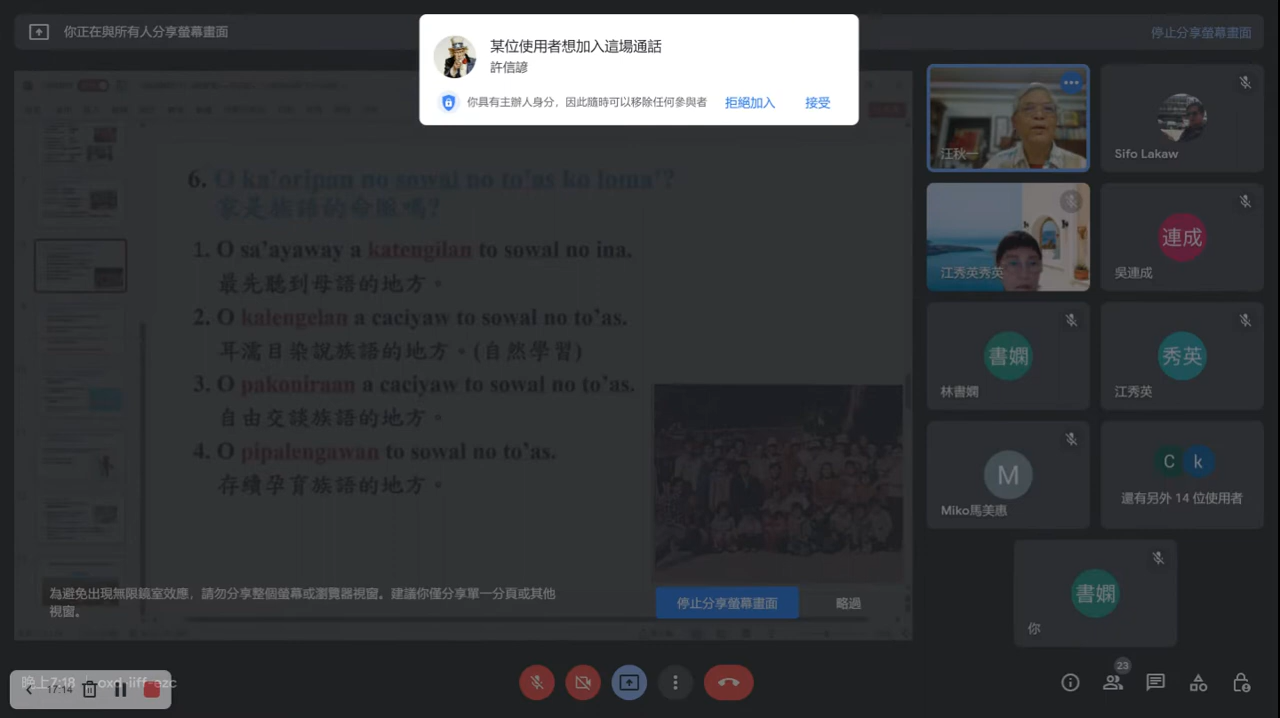 你正在與所有人分享螢幕畫面
停止分享螢幕畫面
某位使用者想加入這場通話
許信諺
你具有主辦人身分，因此隨時可以移除任何參與者
拒絕加入
接受
6. O ka'oripan no sowal no to'as ko loma'?
家是族語的命脈嗎?
1. O sa'ayaway a katengilan to sowal no ina.
最先聽到母語的地方。
2. O kalengelan a caciyaw to sowal no to'as.
耳濡目染說族語的地方。(自然學習)
3. O pakoniraan a caciyaw to sowal no to'as.
自由交談族語的地方。
4. O pipalengawan to sowal no to'as.
存續孕育族語的地方。
為避免出現無限鏡室效應，請勿分享整個螢幕或瀏覽器視窗。建議你僅分享單一分頁或其他
視窗。
停止分享螢幕畫面
略過
汪秋一
Sifo Lakaw
江秀英秀英
連成
吳連成
書嫻
林書嫻
秀英
江秀英
M
Miko馬美惠
C k
還有另外 14 位使用者
書嫻
你
晚上7:18
17:14
oxd-iiff-azc
23